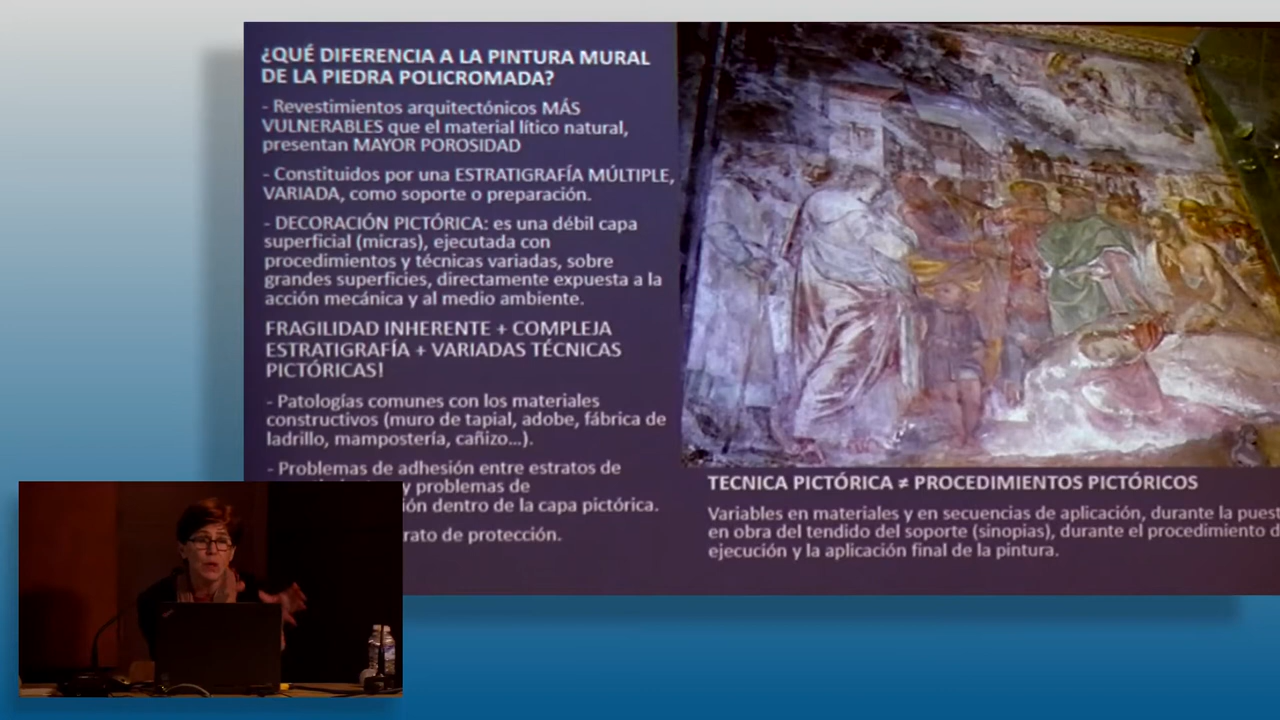 ¿QUÉ DIFERENCIA A LA PINTURA MURAL
DE LA PIEDRA POLICROMADA?
- Revestimientos arquitectónicos MÁS
VULNERABLES que el material lítico natural,
presentan MAYOR POROSIDAD
- Constituidos por una ESTRATIGRAFÍA MÚLTIPLE,
VARIADA, como soporte o preparación.
- DECORACIÓN PICTÓRICA: es una débil capa
superficial (micras), ejecutada con
procedimientos y técnicas variadas, sobre
grandes superficies, directamente expuesta a la
acción mecánica y al medio ambiente.
FRAGILIDAD INHERENTE + COMPLEJA
ESTRATIGRAFÍA + VARIADAS TÉCNICAS
PICTÓRICAS!
- Patologías comunes con los materiales
constructivos (muro de tapial, adobe, fábrica de
ladrillo, mampostería, cañizo...).
- Problemas de adhesión entre estratos de
y problemas de
ión dentro de la capa pictórica.
rato de protección.
TECNICA PICTÓRICA ≠ PROCEDIMIENTOS PICTÓRICOS
Variables en materiales y en secuencias de aplicación, durante la puest
en obra del tendido del soporte (sinopias), durante el procedimiento d
ejecución y la aplicación final de la pintura.